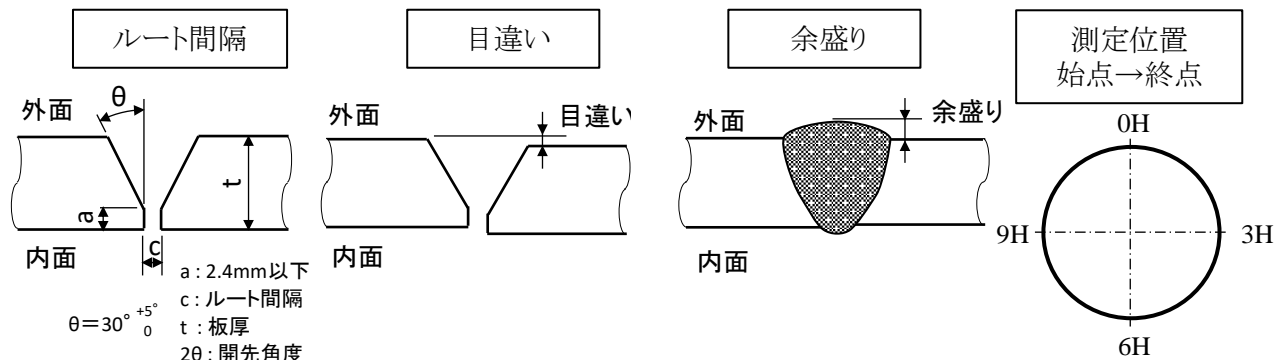 ルート間隔
外面
θ
t
a
c
内面
a : 2.4mm以下
c : ルート間隔
t : 板厚
2θ : 開先角度
θ=30° +5° 0
目違い
外面
目違い
内面
余盛り
外面
余盛り
内面
測定位置
始点→終点
0H
9H
3H
6H